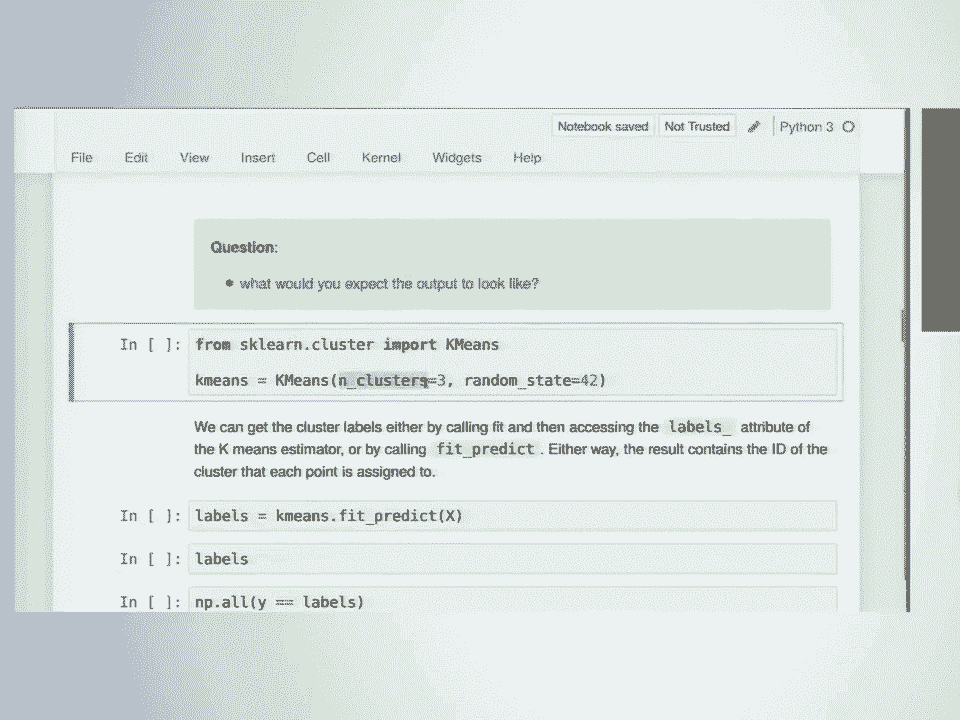 Notebook saved Not Trusted Python 3
File Edit View Insert Cell Kernel Widgets Help
Question:
what would you expect the output to look like?
In [ ]: from sklearn.cluster import KMeans
kmeans = KMeans(n_clusters=3, random_state=42)
We can get the cluster labels either by calling fit and then accessing the labels_ attribute of
the K means estimator, or by calling fit_predict . Either way, the result contains the ID of the
cluster that each point is assigned to.
In [ ]: labels = kmeans.fit_predict(X)
In [ ]: labels
In [ ]: np.all(y == labels)